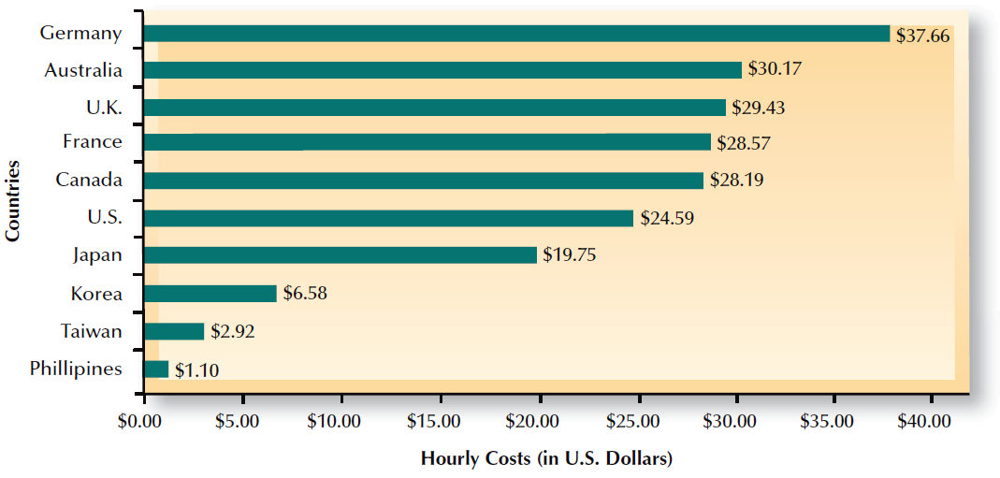 Germany $37.66
Australia $30.17
U.K. $29.43
France $28.57
Canada $28.19
U.S. $24.59
Japan $19.75
Korea $6.58
Taiwan $2.92
Phillipines $1.10
Countries
$0.00 $5.00 $10.00 $15.00 $20.00 $25.00 $30.00 $35.00 $40.00
Hourly Costs (in U.S. Dollars)